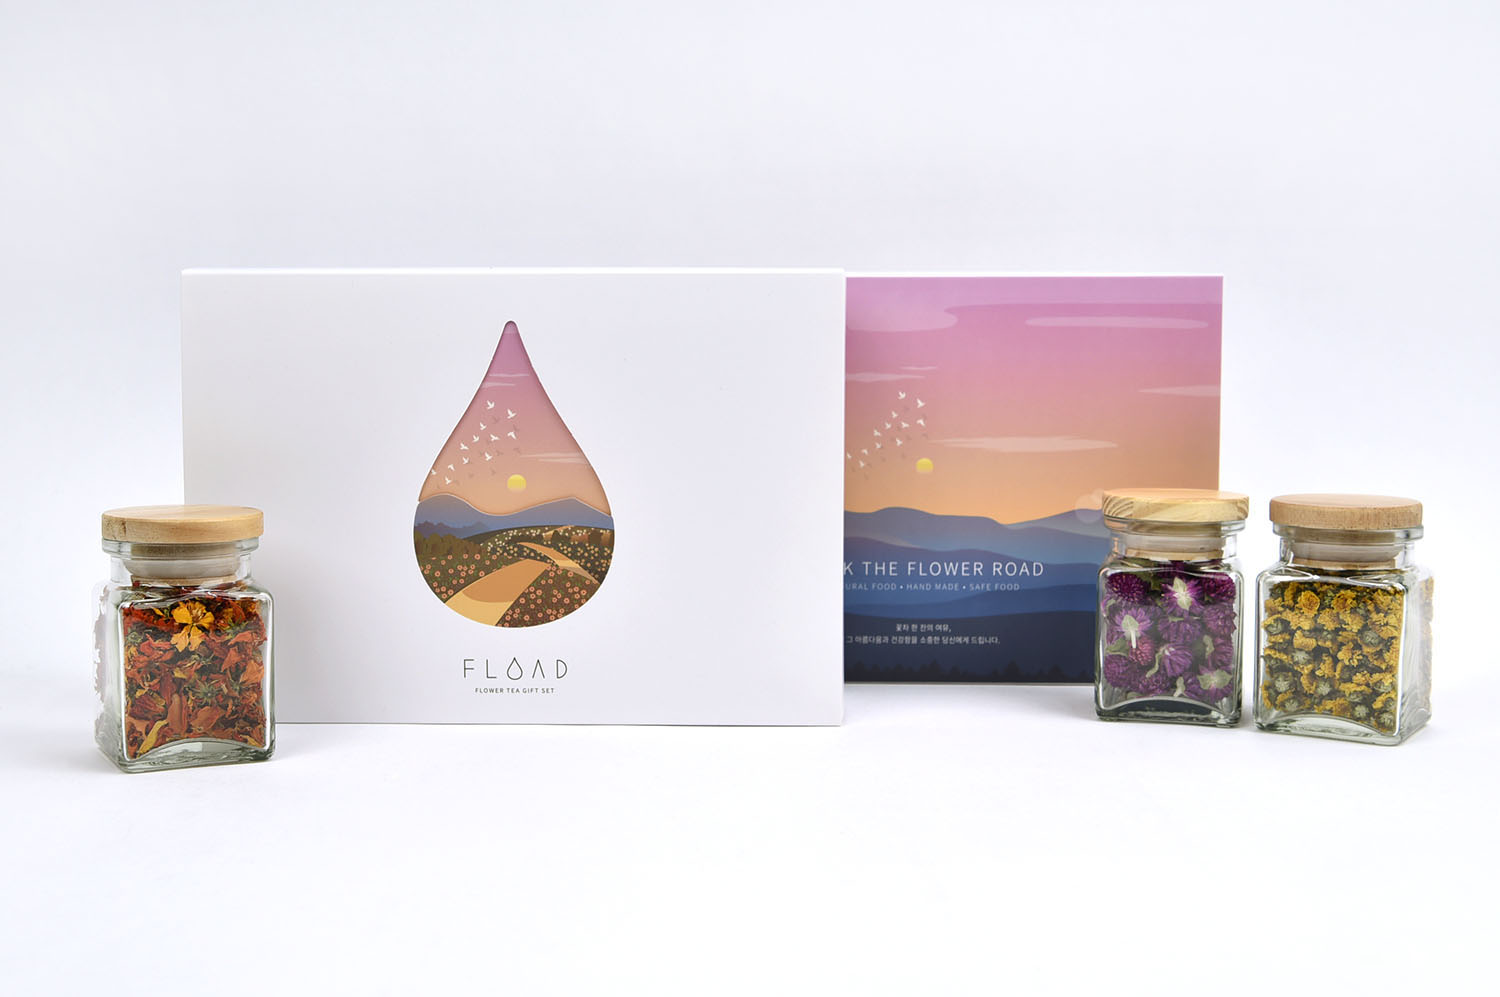 FLOAD
FLOWER TEA GIFT SET
THE FLOWER ROAD
FOOD • HAND MADE • SAFE FOOD
꽃차 한 잔의 여유,
그 아름다움과 건강함을 소중한 당신에게 드립니다.